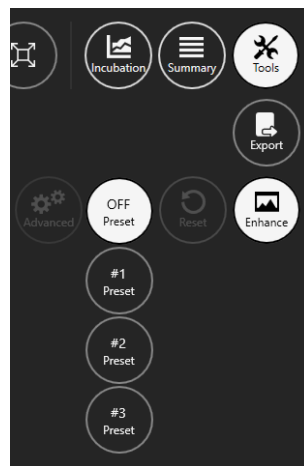 Incubation
Summary
Tools
Export
Advanced
OFF
Preset
Reset
Enhance
#1
Preset
#2
Preset
#3
Preset